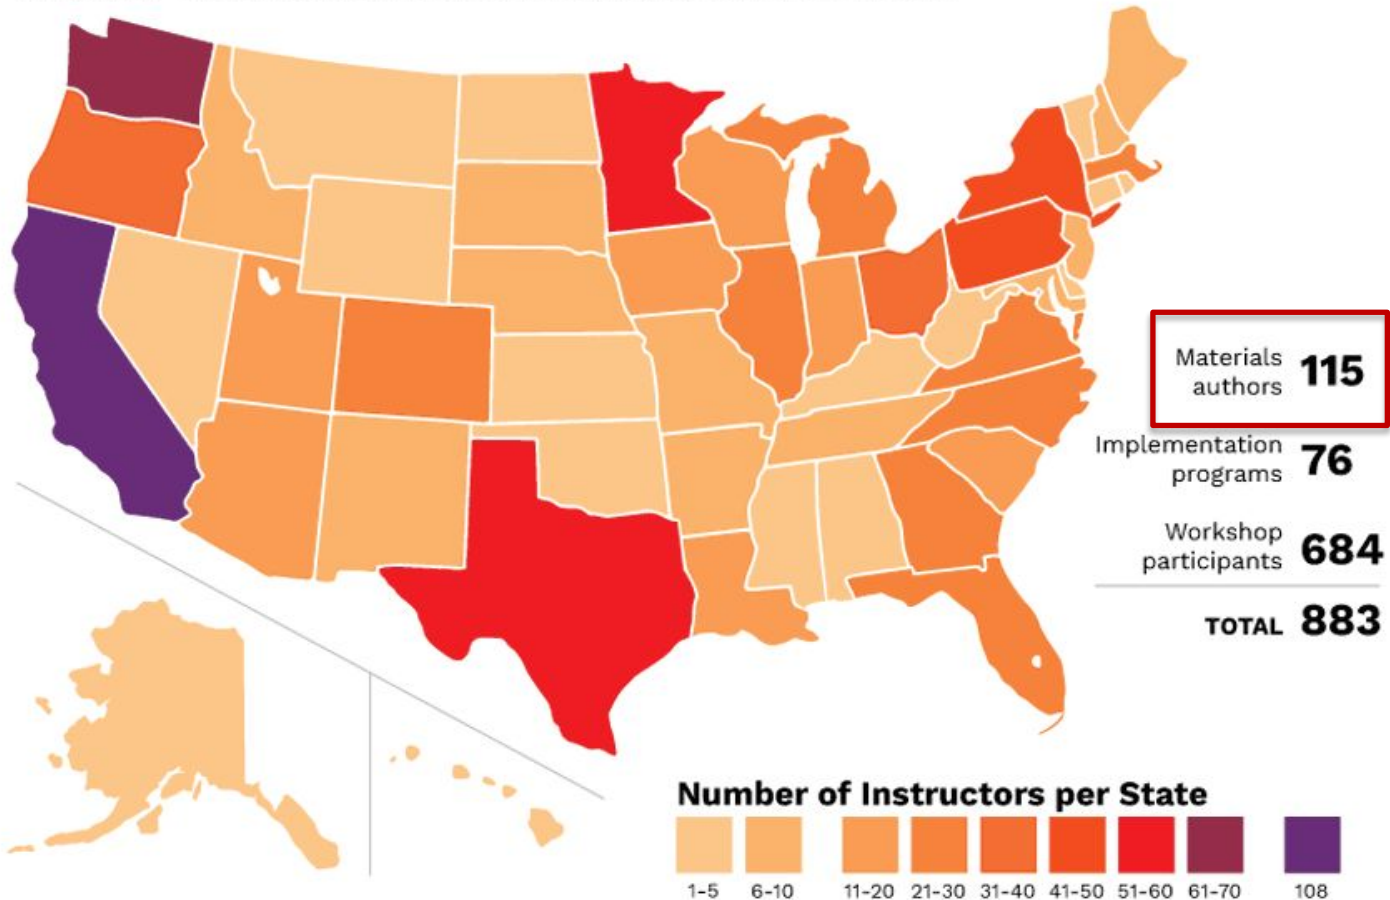 Materials
authors 115
Implementation
programs 76
Workshop
participants 684
TOTAL 883
Number of Instructors per State
1-5 6-10 11-20 21-30 31-40 41-50 51-60 61-70 108